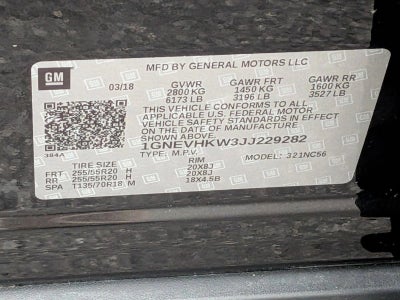 GM
MFD BY GENERAL MOTORS LLC
03/18 GVWR GAWR FRT GAWR RR
2800 KG 1450 KG 1600 KG
6173 LB 3196 LB 3527 LB
THIS VEHICLE CONFORMS TO ALL
APPLICABLE U.S. FEDERAL MOTOR
VEHICLE SAFETY STANDARDS IN EFFECT
ON THE DATE OF MANUFACTURE
SHOWN ABOVE.
1GNEVHKW3JJ229282
384A TYPE: M.P.V. MODEL: 321NC56
TIRE SIZE RIM
FRT 255/55R20 H 20X8J
RR 255/55R20 H 20X8J
SPA T135/70R18 M 18X4.5B